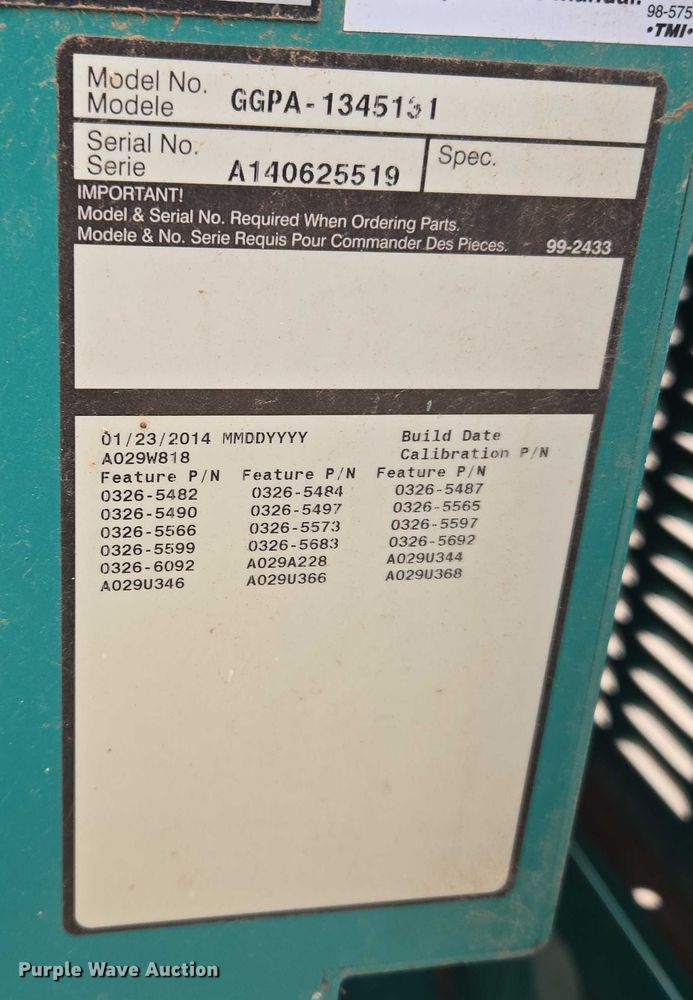 98-575
•TMI•
Model No.
Modele
GGPA-1345131
Serial No.
Serie
A140625519
Spec.
IMPORTANT!
Model & Serial No. Required When Ordering Parts.
Modele & No. Serie Requis Pour Commander Des Pieces. 99-2433
01/23/2014 MMDDYYYY Build Date
A029W818 Calibration P/N
Feature P/N Feature P/N Feature P/N
0326-5482 0326-5484 0326-5487
0326-5490 0326-5497 0326-5565
0326-5566 0326-5573 0326-5597
0326-5599 0326-5683 0326-5692
0326-6092 A029A228 A029U344
A029U346 A029U366 A029U368
Purple Wave Auction